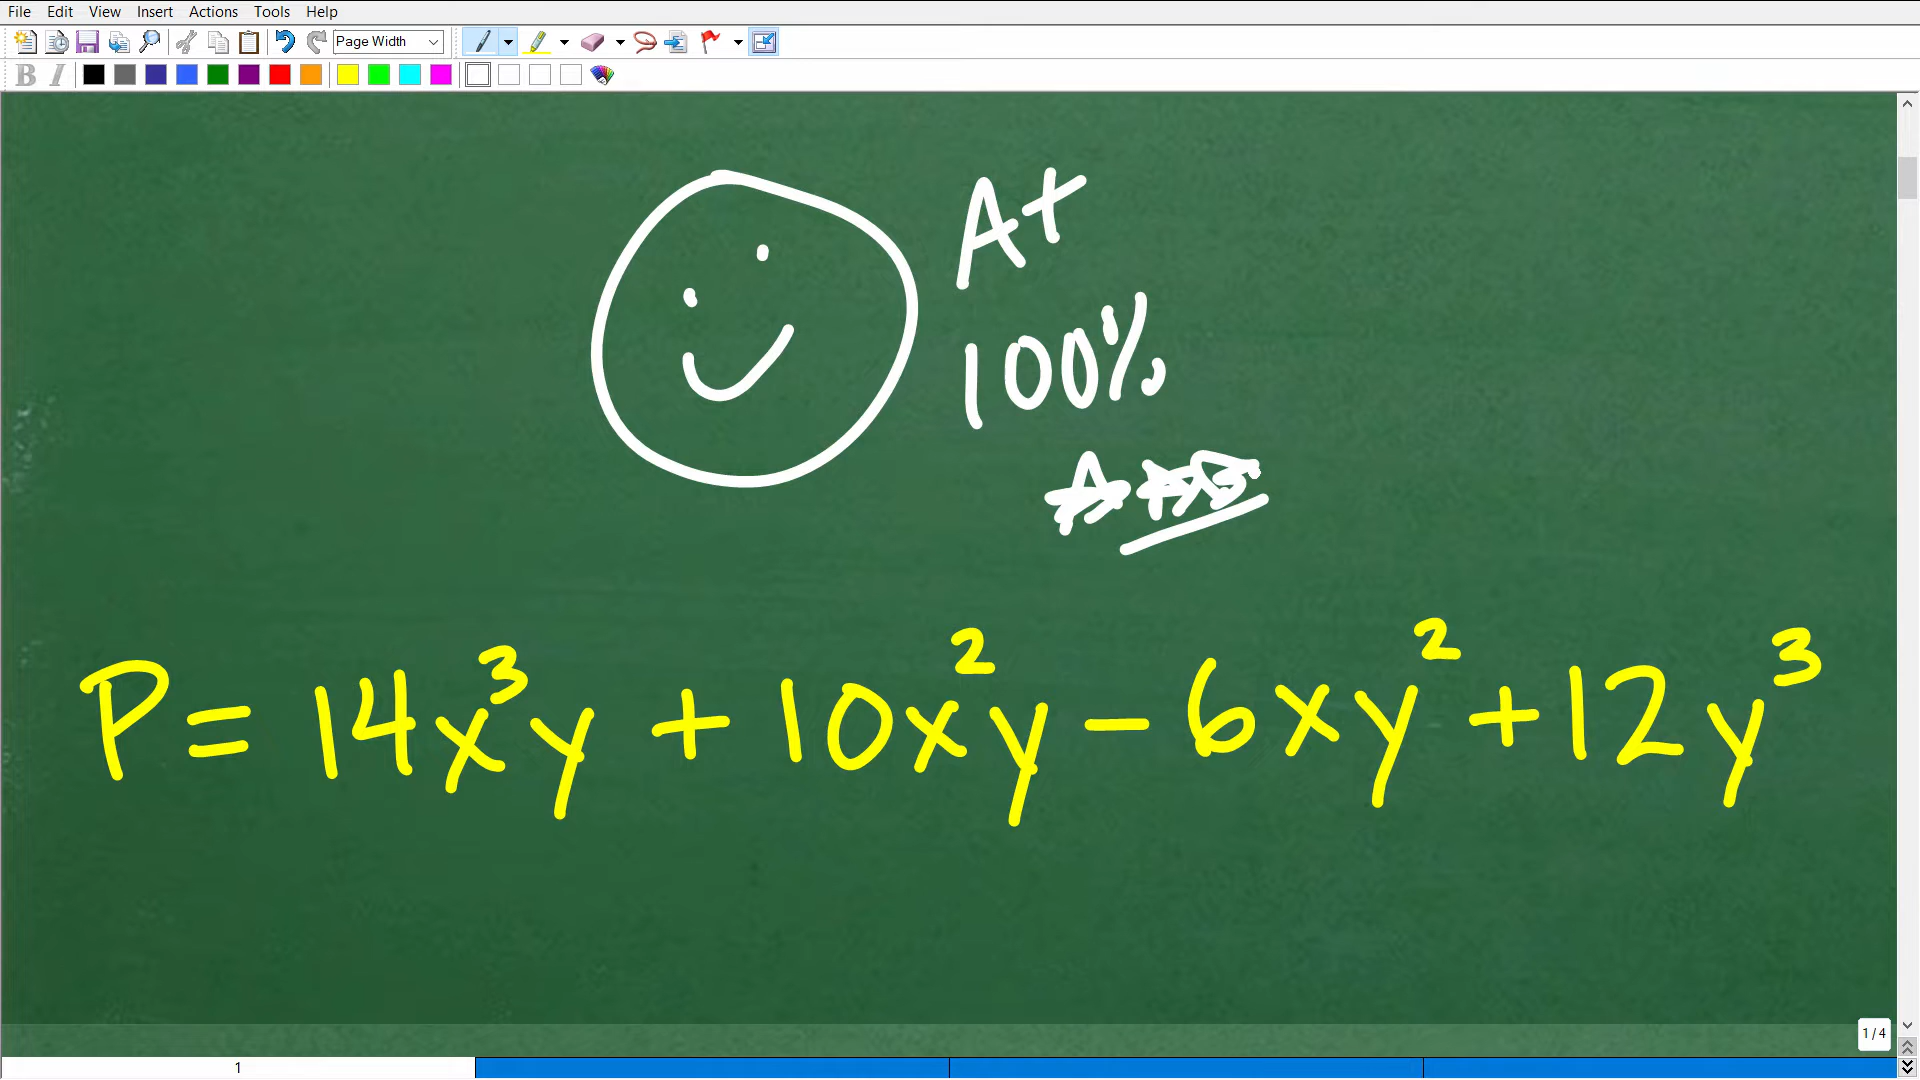 File Edit View Insert Actions Tools Help
Page Width
B I
A+
100%
P = 14x³y + 10x²y - 6xy² + 12y³
1 / 4
1